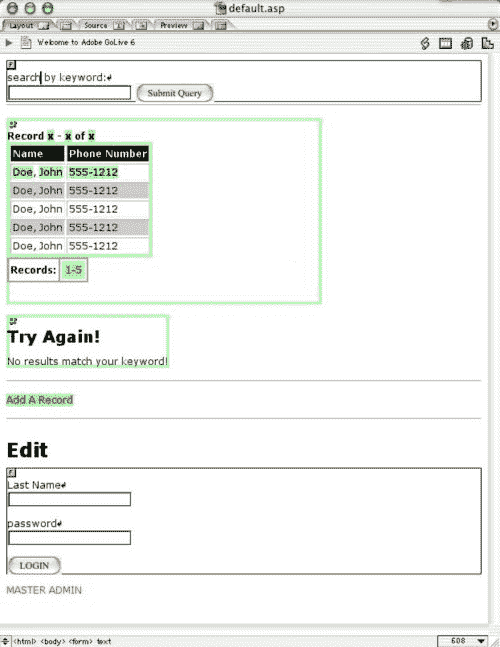 default.asp
Layout Source Preview
Welcome to Adobe GoLive 6
search by keyword:
Submit Query
Record x - x of x
Name Phone Number
Doe, John 555-1212
Doe, John 555-1212
Doe, John 555-1212
Doe, John 555-1212
Doe, John 555-1212
Records: 1-5
Try Again!
No results match your keyword!
Add A Record
Edit
Last Name
password
LOGIN
MASTER ADMIN
<html> <body> <form> text 608